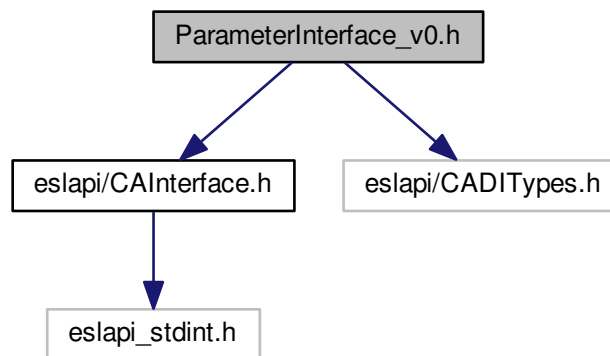 ParameterInterface_v0.h
eslapi/CAInterface.h
eslapi/CADITypes.h
eslapi_stdint.h